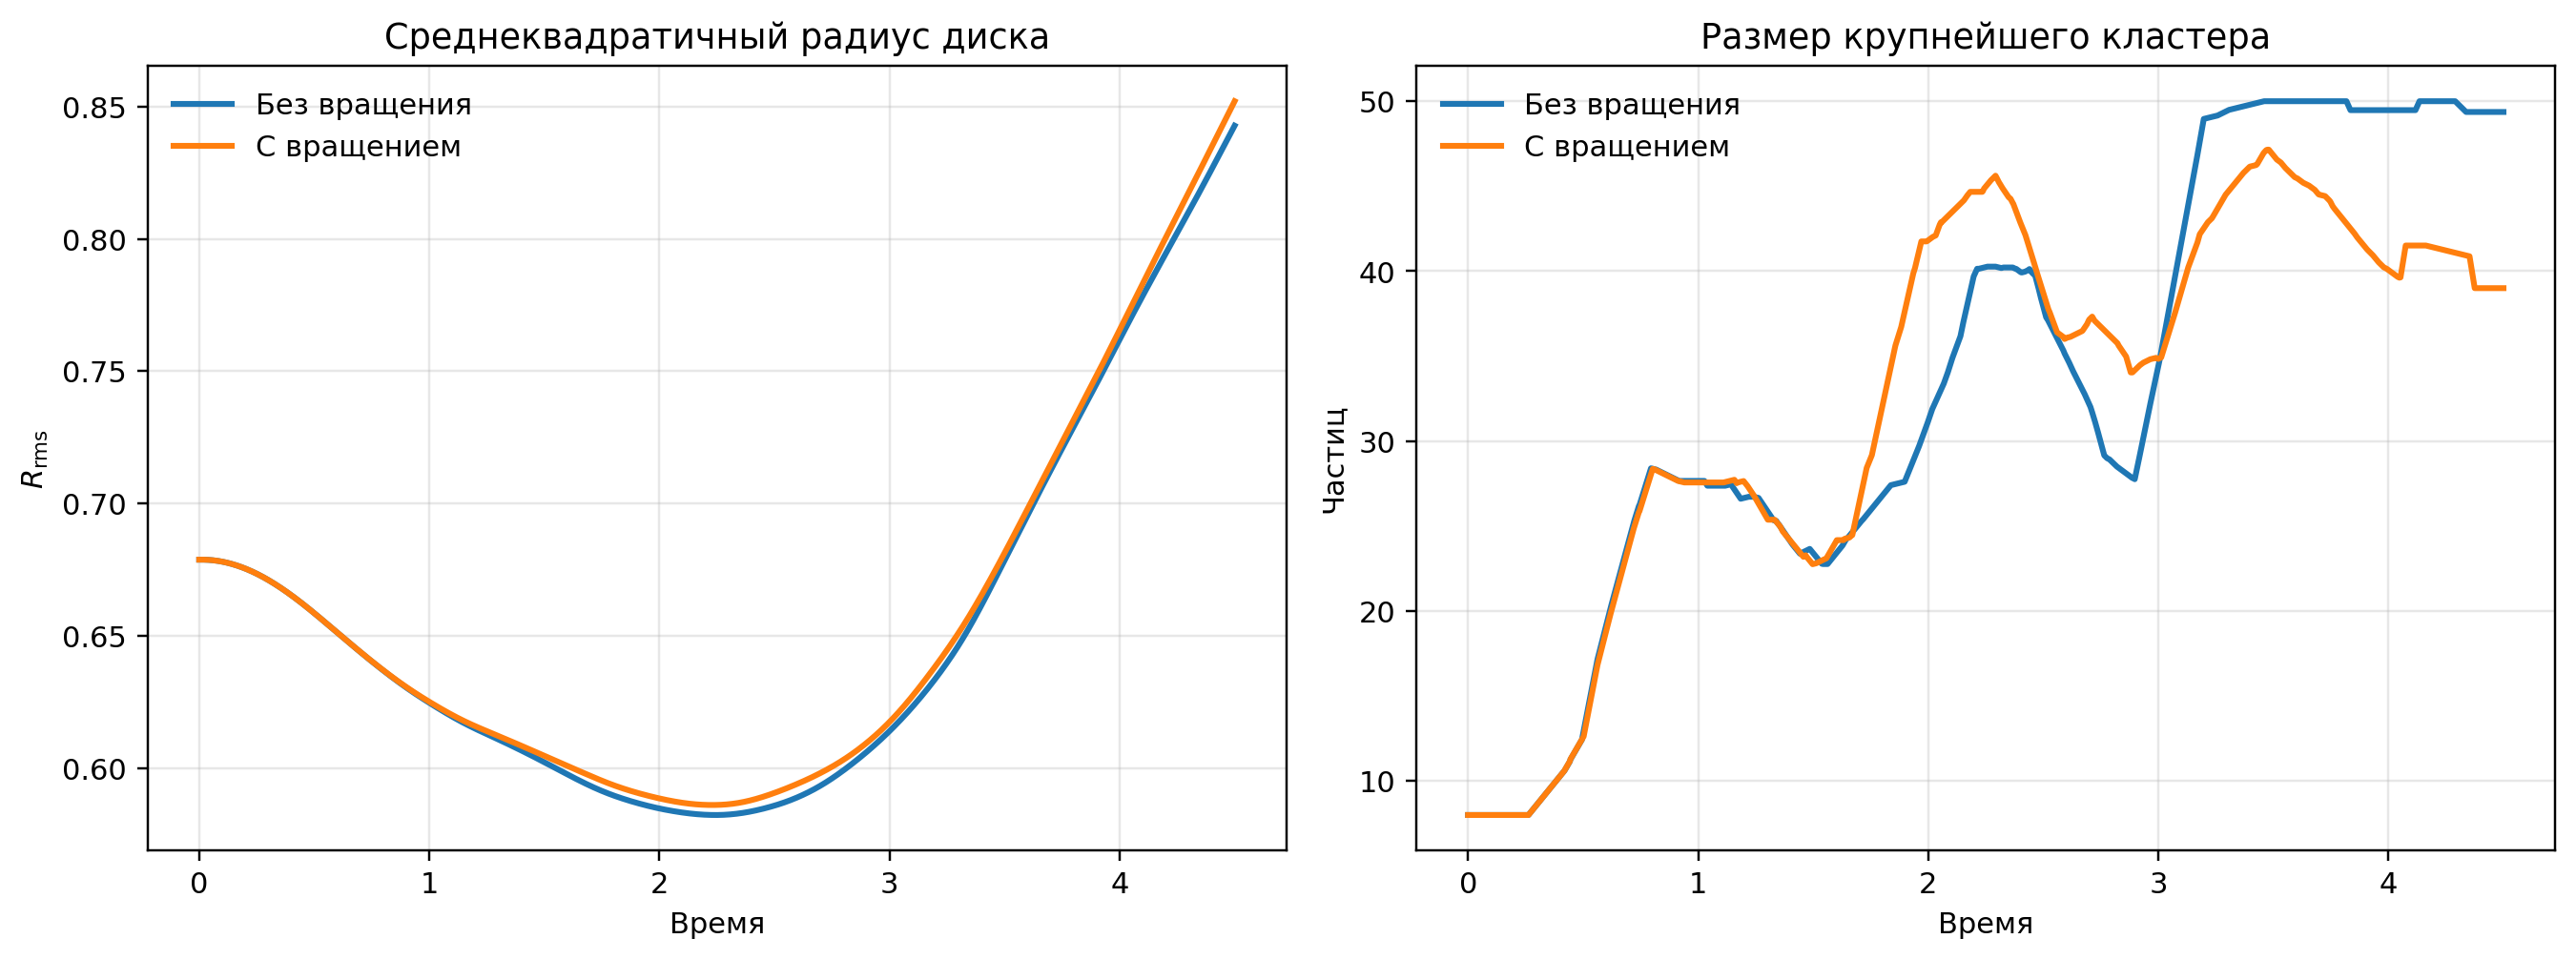 Среднеквадратичный радиус диска
Без вращения
С вращением
0.85
0.80
0.75
0.70
0.65
0.60
R_rms
0 1 2 3 4
Время
Размер крупнейшего кластера
Без вращения
С вращением
50
40
30
20
10
Частиц
0 1 2 3 4
Время